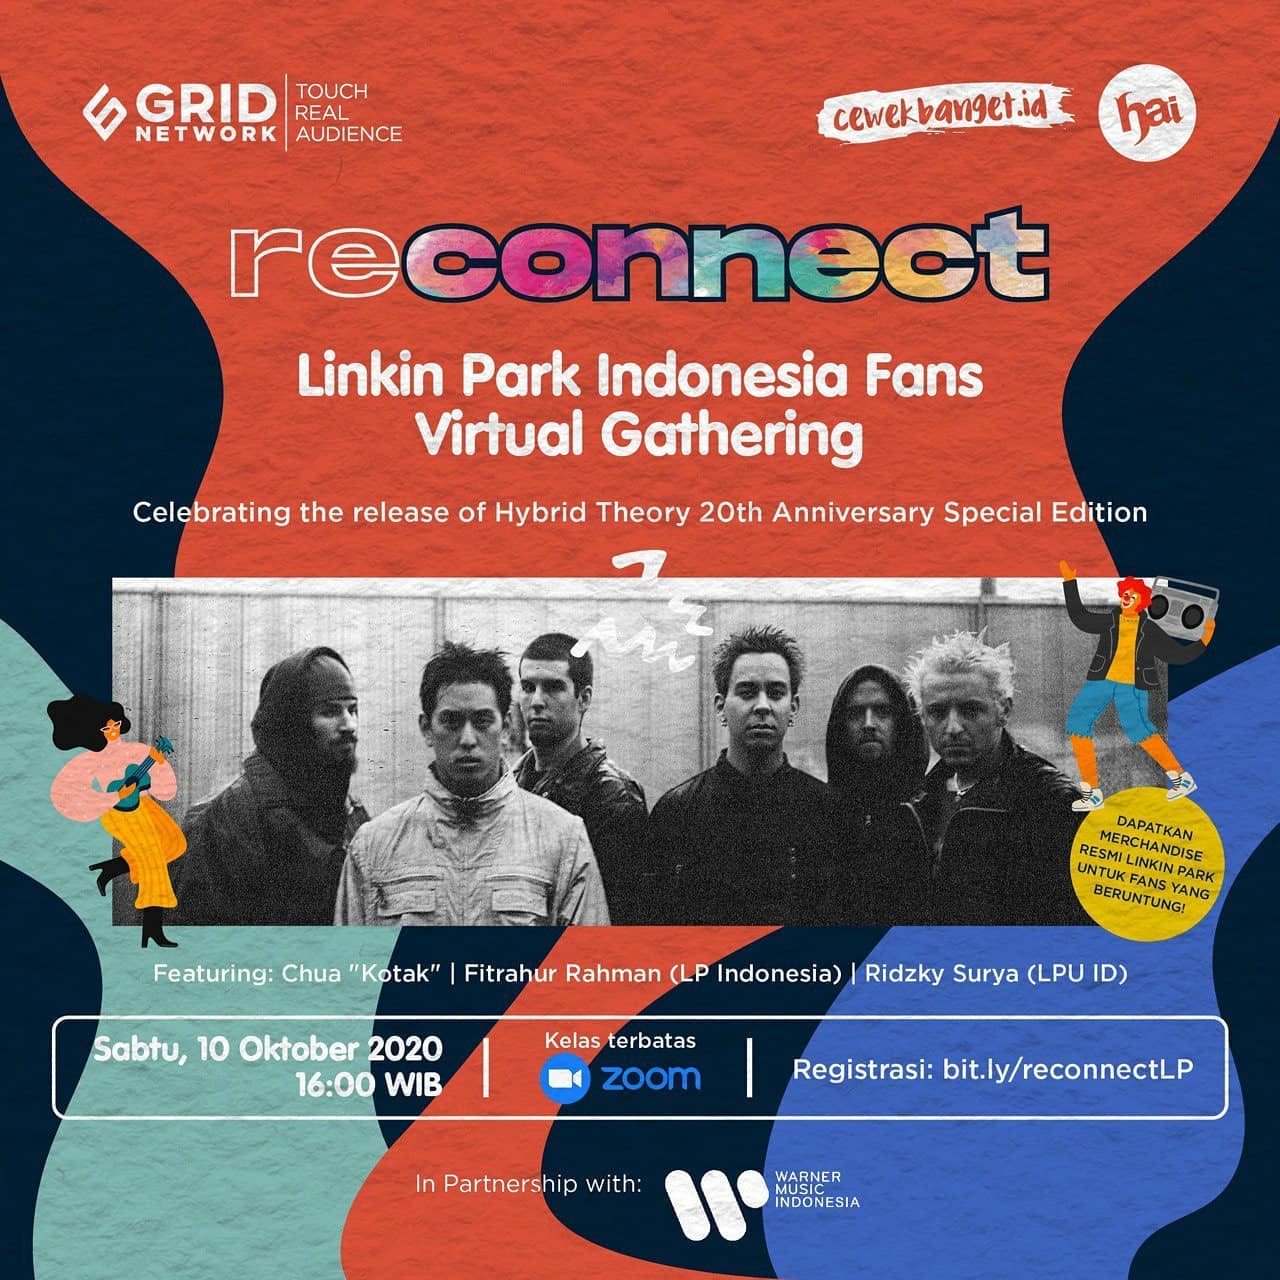 GRID
NETWORK
TOUCH
REAL
AUDIENCE
cewekbanget.id
hai
reconnect
Linkin Park Indonesia Fans
Virtual Gathering
Celebrating the release of Hybrid Theory 20th Anniversary Special Edition
DAPATKAN
MERCHANDISE
RESMI LINKIN PARK
UNTUK FANS YANG
BERUNTUNG!
Featuring: Chua "Kotak" | Fitrahur Rahman (LP Indonesia) | Ridzky Surya (LPU ID)
Sabtu, 10 Oktober 2020
16:00 WIB
Kelas terbatas
zoom
Registrasi: bit.ly/reconnectLP
In Partnership with:
WARNER
MUSIC
INDONESIA